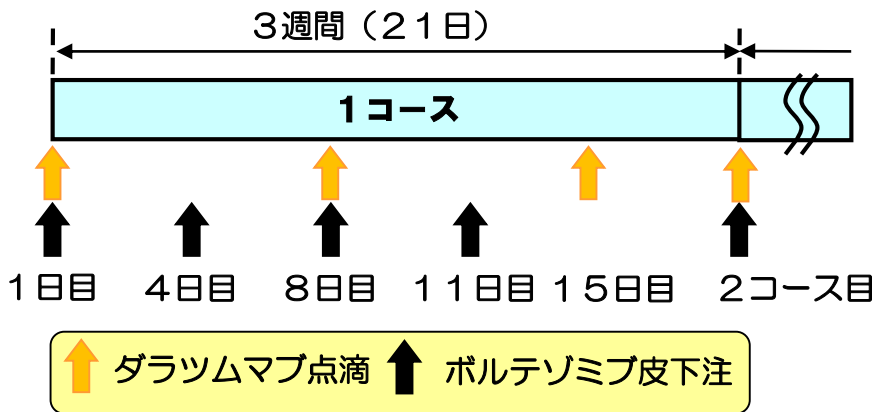 3週間（21日）
1コース
1日目 4日目 8日目 11日目 15日目 2コース目
ダラツムマブ点滴 ボルテゾミブ皮下注